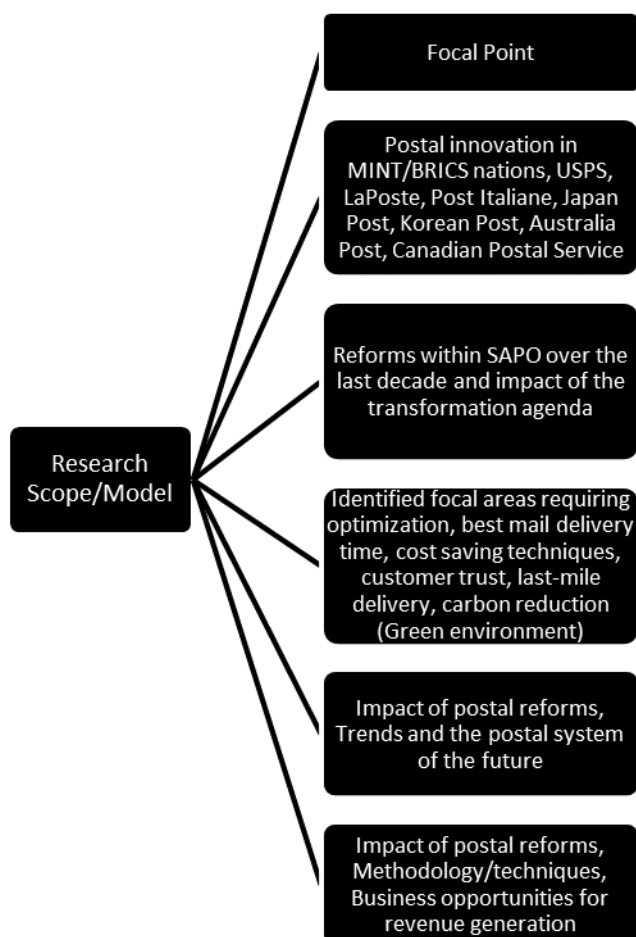 Focal Point
Postal innovation in
MINT/BRICS nations, USPS,
LaPoste, Post Italiane, Japan
Post, Korean Post, Australia
Post, Canadian Postal Service
Reforms within SAPO over the
last decade and impact of the
transformation agenda
Research
Scope/Model
Identified focal areas requiring
optimization, best mail delivery
time, cost saving techniques,
customer trust, last-mile
delivery, carbon reduction
(Green environment)
Impact of postal reforms,
Trends and the postal system
of the future
Impact of postal reforms,
Methodology/techniques,
Business opportunities for
revenue generation